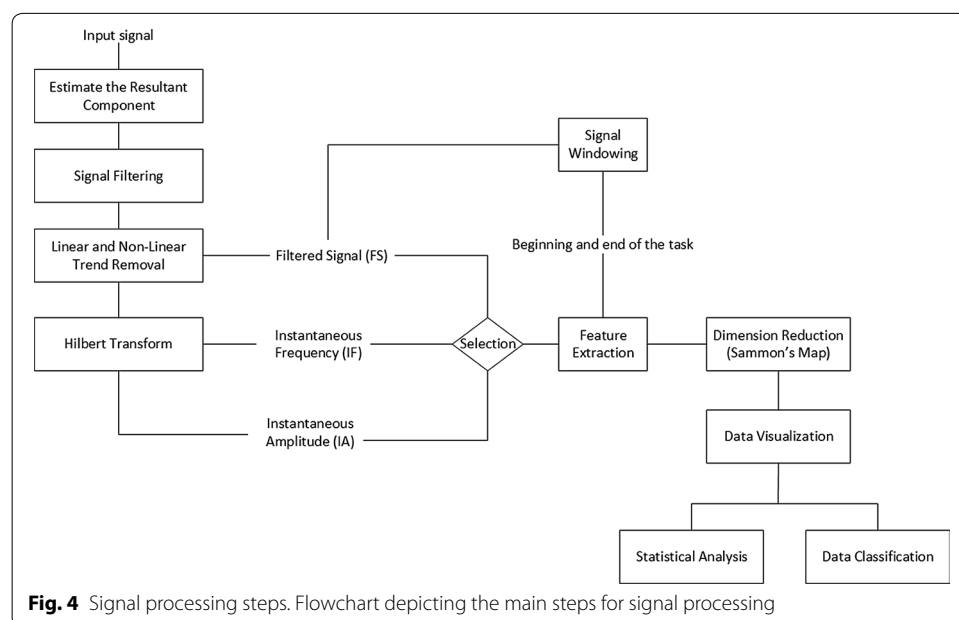 Input signal
Estimate the Resultant
Component
Signal Filtering
Linear and Non-Linear
Trend Removal
Hilbert Transform
Filtered Signal (FS)
Instantaneous
Frequency (IF)
Instantaneous
Amplitude (IA)
Selection
Signal
Windowing
Beginning and end of the task
Feature
Extraction
Dimension Reduction
(Sammon's Map)
Data Visualization
Statistical Analysis
Data Classification
Fig. 4 Signal processing steps. Flowchart depicting the main steps for signal processing